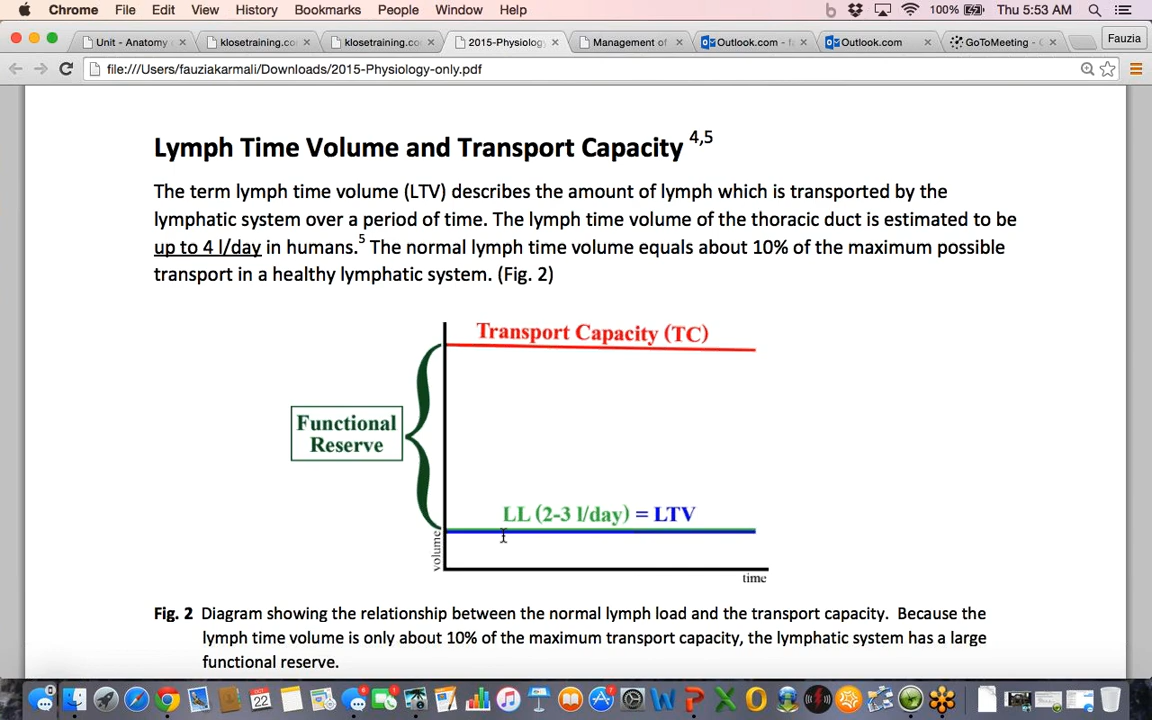 Chrome File Edit View History Bookmarks People Window Help 100% Thu 5:53 AM
Unit - Anatomy klosetraining.co klosetraining.co 2015-Physiolog Management of Outlook.com - Outlook.com GoToMeeting - Fauzia
file:///Users/fauziakarmali/Downloads/2015-Physiology-only.pdf
Lymph Time Volume and Transport Capacity 4,5
The term lymph time volume (LTV) describes the amount of lymph which is transported by the
lymphatic system over a period of time. The lymph time volume of the thoracic duct is estimated to be
up to 4 l/day in humans.5 The normal lymph time volume equals about 10% of the maximum possible
transport in a healthy lymphatic system. (Fig. 2)
Transport Capacity (TC)
Functional
Reserve
LL (2-3 l/day) = LTV
volume
time
Fig. 2 Diagram showing the relationship between the normal lymph load and the transport capacity. Because the
lymph time volume is only about 10% of the maximum transport capacity, the lymphatic system has a large
functional reserve.